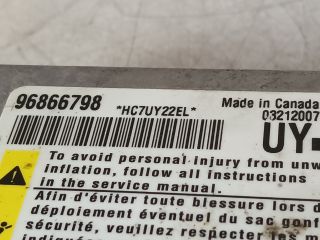 96866798 *HC7UY22EL* Made in Canada
03212007
UY-
To avoid personal injury from unw
inflation, follow all instructions
in the service manual.
Afin d'éviter toute blessure lors d
déploiement éventuel du sac gonf
sécurité, veuillez respecter les